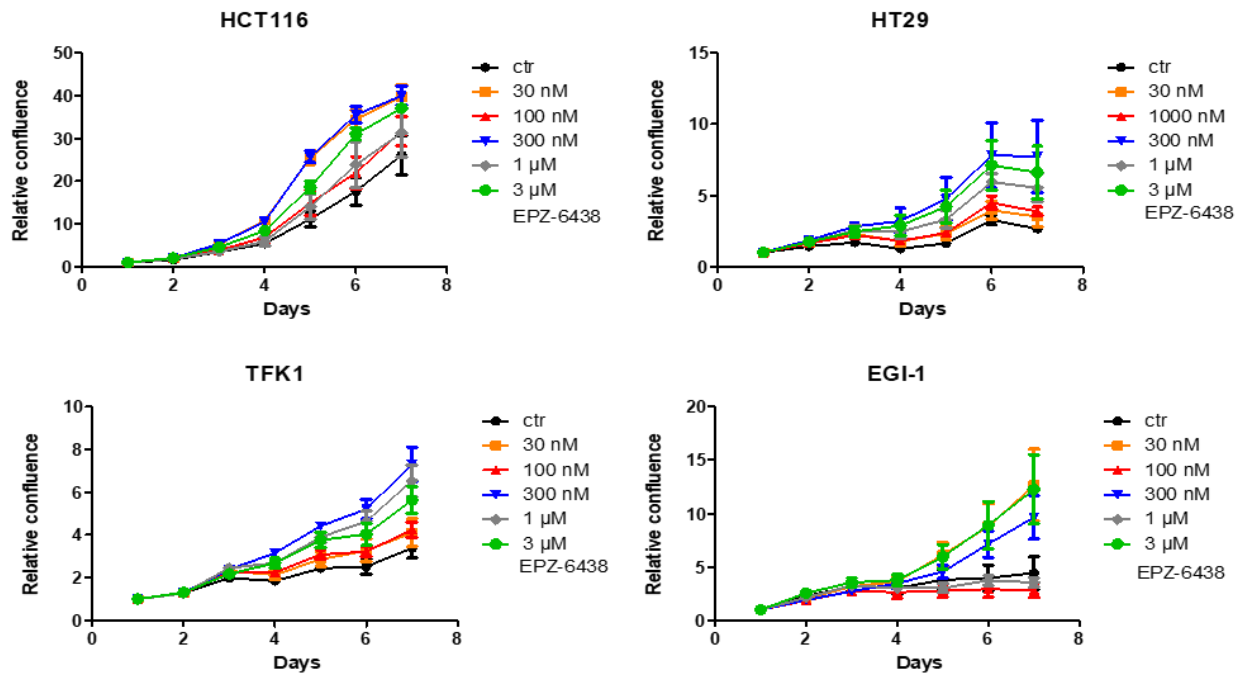 HCT116
Relative confluence
50
40
30
20
10
0
0
2
4
6
8
Days
ctr
30 nM
100 nM
300 nM
1 µM
3 µM
EPZ-6438
HT29
Relative confluence
15
10
5
0
0
2
4
6
8
Days
ctr
30 nM
1000 nM
300 nM
1 µM
3 µM
EPZ-6438
TFK1
Relative confluence
10
8
6
4
2
0
0
2
4
6
8
Days
ctr
30 nM
100 nM
300 nM
1 µM
3 µM
EPZ-6438
EGI-1
Relative confluence
20
15
10
5
0
0
2
4
6
8
Days
ctr
30 nM
100 nM
300 nM
1 µM
3 µM
EPZ-6438